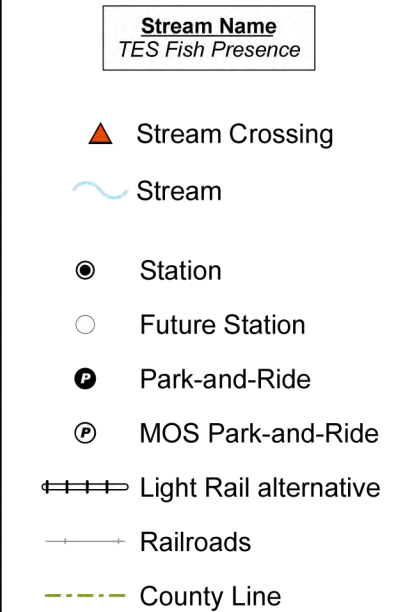 Stream Name
TES Fish Presence
Stream Crossing
Stream
Station
Future Station
P Park-and-Ride
P MOS Park-and-Ride
Light Rail alternative
Railroads
County Line